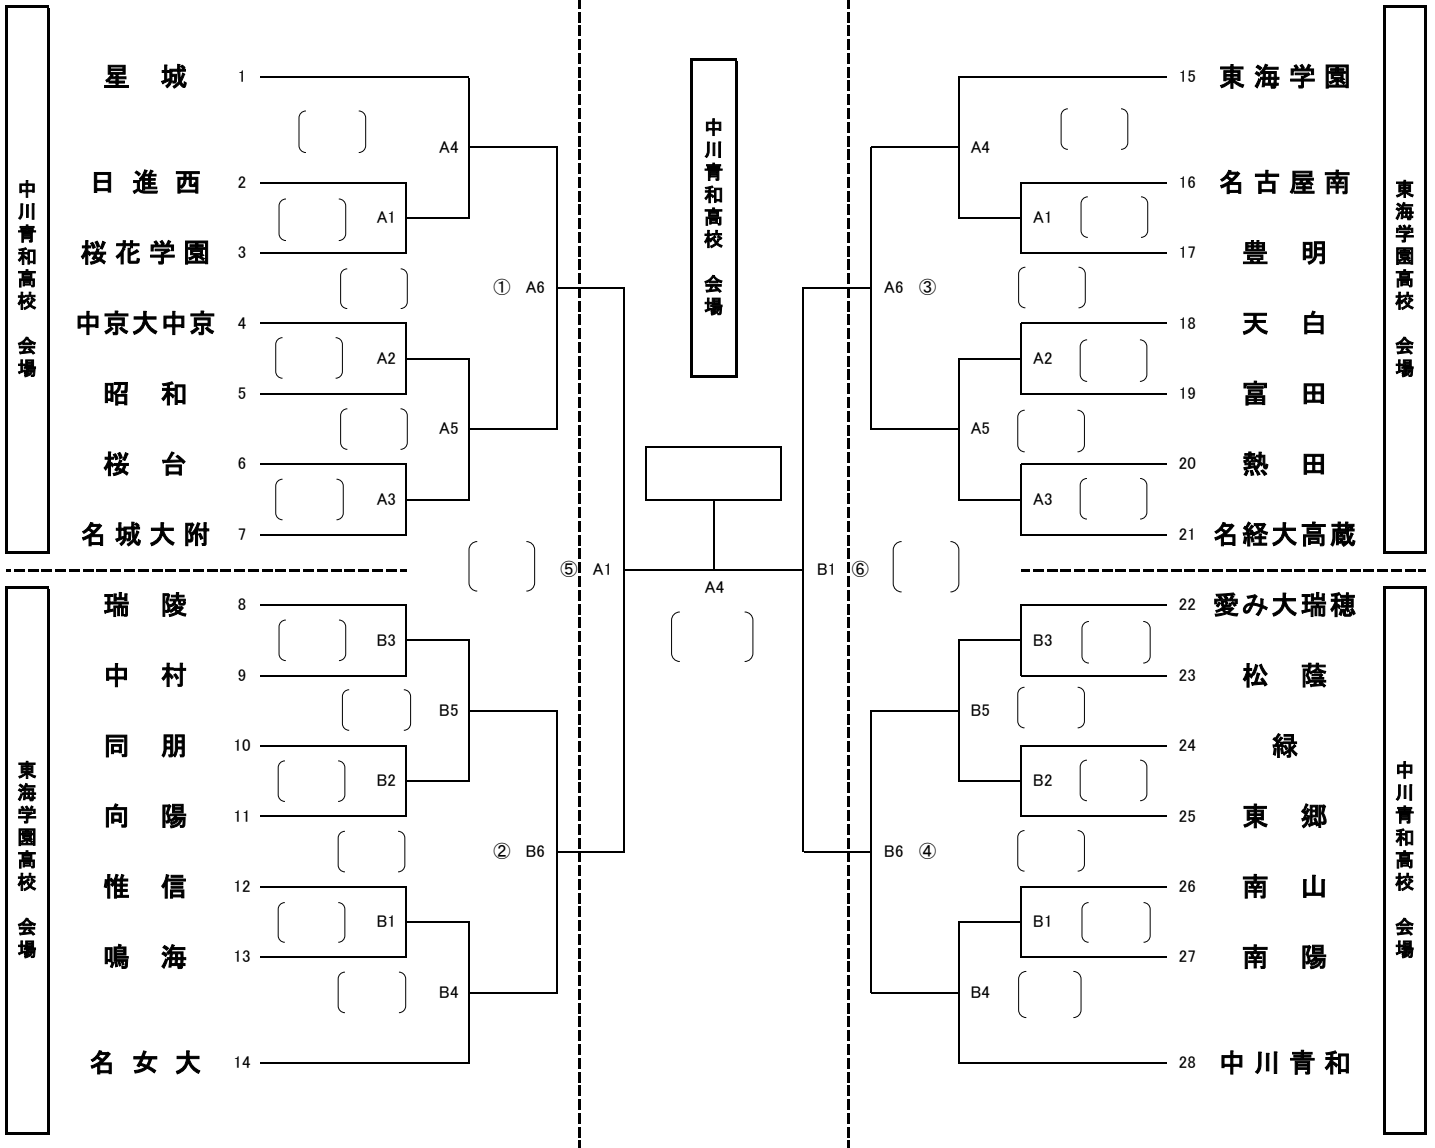 中川青和高校 会場
星 城 1
A4
日 進 西 2
A1
桜 花 学 園 3
① A6
中京大中京 4
A2
昭 和 5
A5
桜 台 6
A3
名 城 大 附 7
⑤ A1
東海学園高校 会場
瑞 陵 8
B3
中 村 9
B5
同 朋 10
B2
向 陽 11
② B6
惟 信 12
B1
鳴 海 13
B4
名 女 大 14
中川青和高校 会場
A4
東海学園高校 会場
15 東 海 学 園
A4
16 名 古 屋 南
A1
17 豊 明
A6 ③
18 天 白
A2
19 富 田
A5
20 熱 田
A3
21 名経大高蔵
B1 ⑥
中川青和高校 会場
22 愛み大瑞穂
B3
23 松 蔭
B5
24 緑
B2
25 東 郷
B6 ④
26 南 山
B1
27 南 陽
B4
28 中 川 青 和